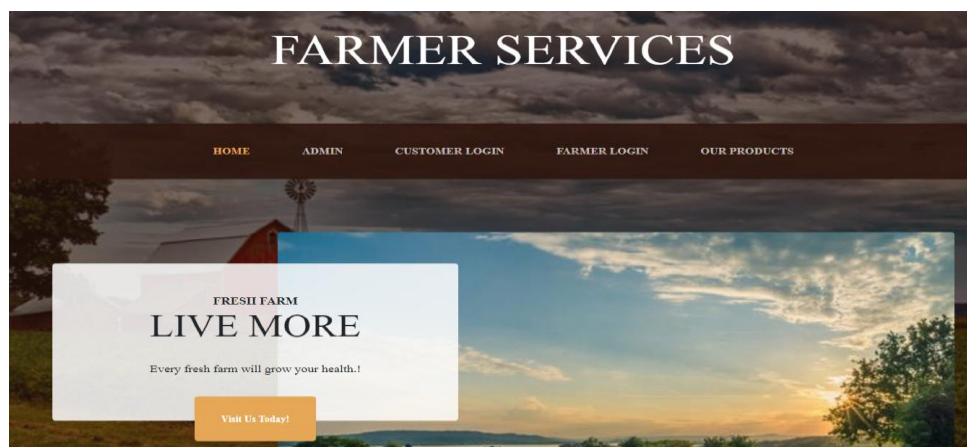 FARMER SERVICES
HOME ADMIN CUSTOMER LOGIN FARMER LOGIN OUR PRODUCTS
FRESH FARM
LIVE MORE
Every fresh farm will grow your health.!
Visit Us Today!